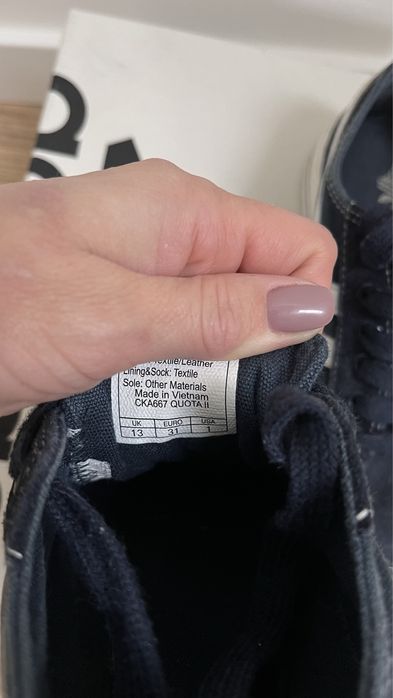 Textile/Leather
Lining&Sock: Textile
Sole: Other Materials
Made in Vietnam
CKA667 QUOTA II
UK EURO USA
13 31 1